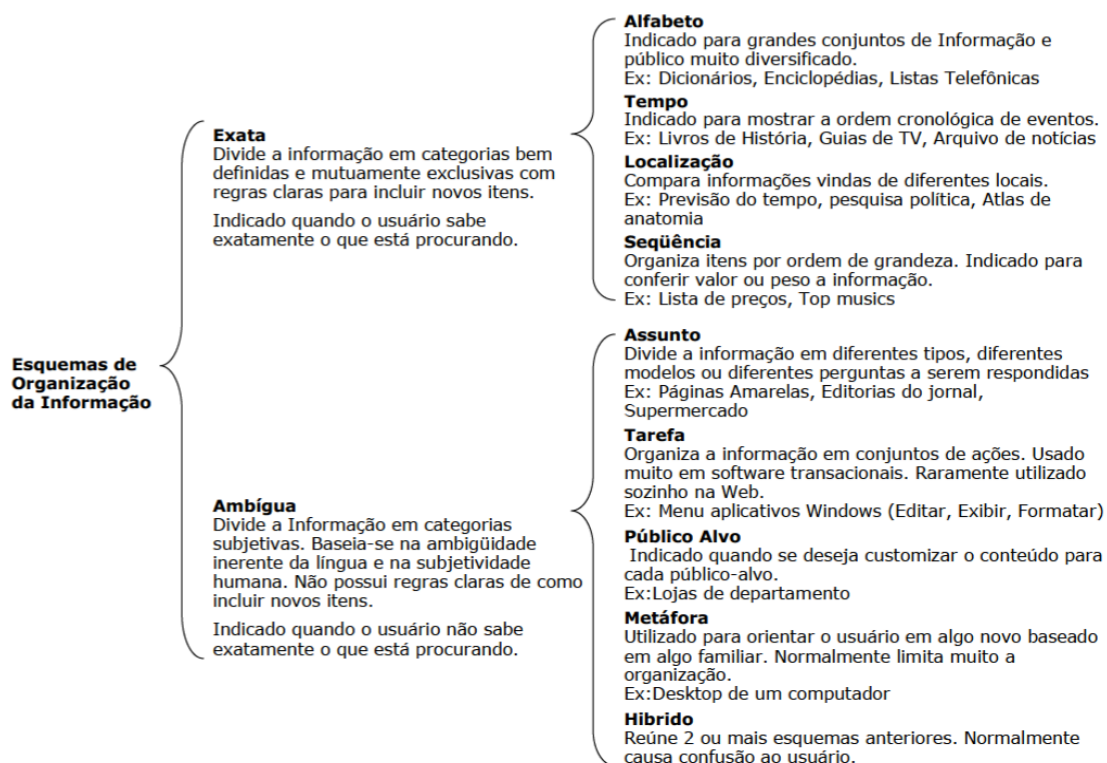 Esquemas de
Organização
da Informação
Exata
Divide a informação em categorias bem
definidas e mutuamente exclusivas com
regras claras para incluir novos itens.
Indicado quando o usuário sabe
exatamente o que está procurando.
Alfabeto
Indicado para grandes conjuntos de Informação e
público muito diversificado.
Ex: Dicionários, Enciclopédias, Listas Telefônicas
Tempo
Indicado para mostrar a ordem cronológica de eventos.
Ex: Livros de História, Guias de TV, Arquivo de notícias
Localização
Compara informações vindas de diferentes locais.
Ex: Previsão do tempo, pesquisa política, Atlas de
anatomia
Seqüência
Organiza itens por ordem de grandeza. Indicado para
conferir valor ou peso a informação.
Ex: Lista de preços, Top musics
Ambígua
Divide a Informação em categorias
subjetivas. Baseia-se na ambigüidade
inerente da língua e na subjetividade
humana. Não possui regras claras de como
incluir novos itens.
Indicado quando o usuário não sabe
exatamente o que está procurando.
Assunto
Divide a informação em diferentes tipos, diferentes
modelos ou diferentes perguntas a serem respondidas
Ex: Páginas Amarelas, Editorias do jornal,
Supermercado
Tarefa
Organiza a informação em conjuntos de ações. Usado
muito em software transacionais. Raramente utilizado
sozinho na Web.
Ex: Menu aplicativos Windows (Editar, Exibir, Formatar)
Público Alvo
Indicado quando se deseja customizar o conteúdo para
cada público-alvo.
Ex:Lojas de departamento
Metáfora
Utilizado para orientar o usuário em algo novo baseado
em algo familiar. Normalmente limita muito a
organização.
Ex:Desktop de um computador
Hibrido
Reúne 2 ou mais esquemas anteriores. Normalmente
causa confusão ao usuário.